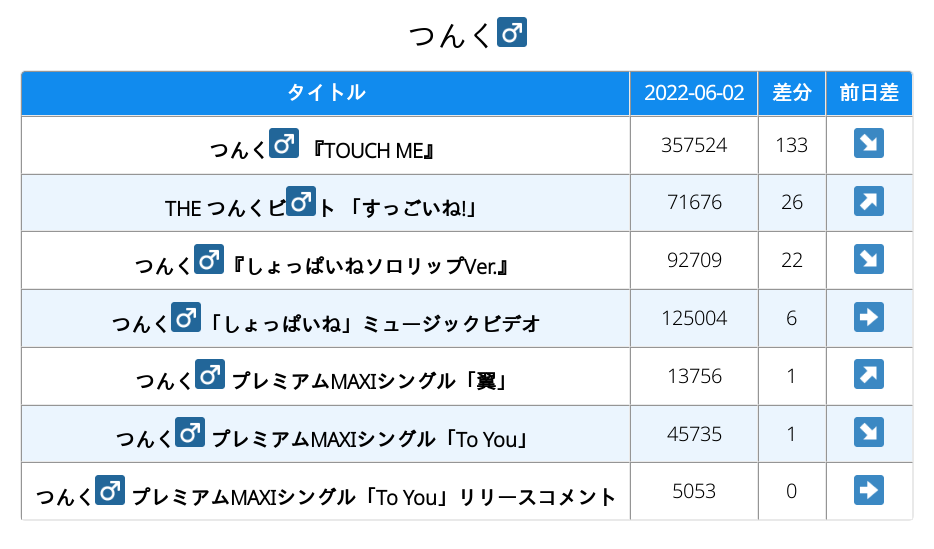 つんく♂
タイトル 2022-06-02 差分 前日差
つんく♂ 『TOUCH ME』 357524 133 ↘
THE つんくビ♂ト 「すっごいね!」 71676 26 ↗
つんく♂『しょっぱいねソロリップVer.』 92709 22 ↘
つんく♂「しょっぱいね」ミュージックビデオ 125004 6 ➡
つんく♂ プレミアムMAXIシングル「翼」 13756 1 ↗
つんく♂ プレミアムMAXIシングル「To You」 45735 1 ↘
つんく♂ プレミアムMAXIシングル「To You」リリースコメント 5053 0 ➡